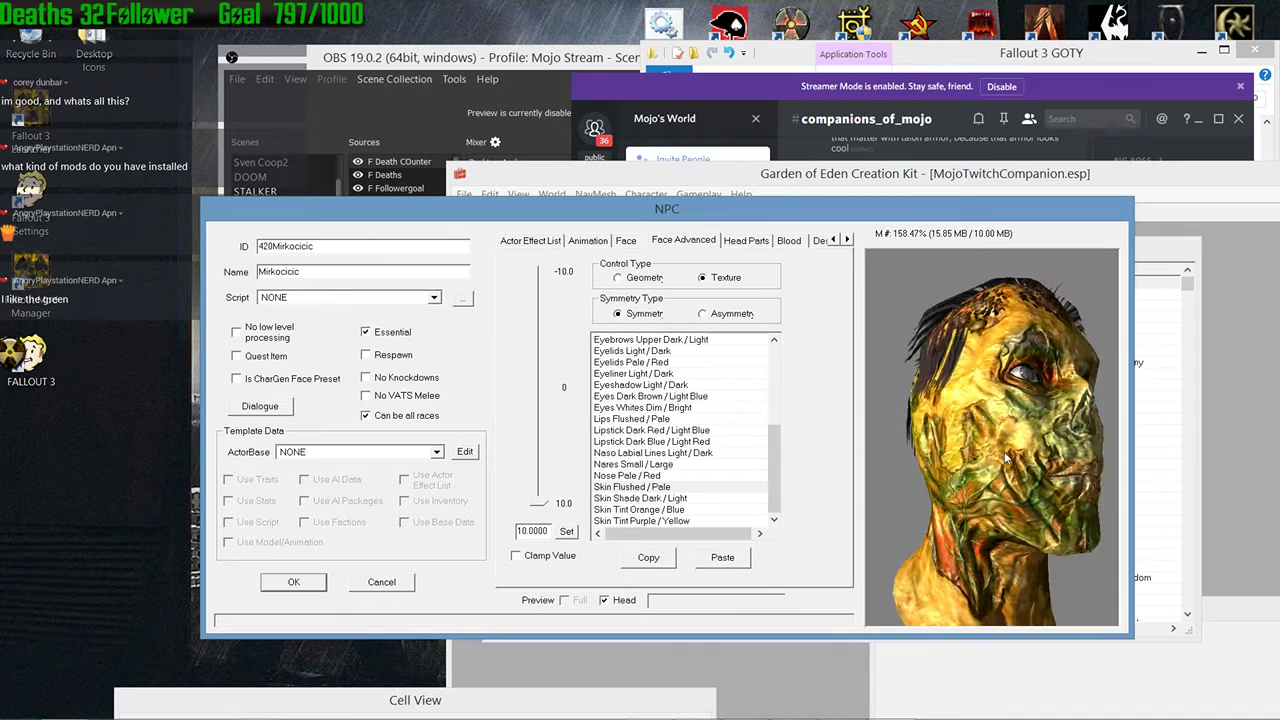 Deaths 32 Follower Goal 797/1000
Recycle Bin
Desktop
Icons
corey dunbar
im good, and whats all this?
Fallout 3
AngryPlaystationNERD Apn
what kind of mods do you have installed
AngryPlaystationNERD Apn
Settings
AngryPlaystationNERD Apn
I like the green
Manager
FALLOUT 3
OBS 19.0.2 (64bit, windows) - Profile: Mojo Stream - Scen
File Edit View Profile Scene Collection Tools Help
Preview is currently disable
Scenes
Sources
Mixer
Sven Coop2
DOOM
STALKER
F Death COunter
F Deaths
F Followergoal
Application Tools
Fallout 3 GOTY
Streamer Mode is enabled. Stay safe, friend.
Disable
Mojo's World
36
public
Invite People
#companions_of_mojo
Search
that matter with talon armor, because that armor looks
cool
Garden of Eden Creation Kit - [MojoTwitchCompanion.esp]
File Edit View World NavMesh Character Gameplay Help
NPC
ID
420Mirkocicic
Name
Mirkocicic
Script
NONE
...
No low level
processing
Quest Item
Is CharGen Face Preset
Essential
Respawn
No Knockdowns
No VATS Melee
Can be all races
Dialogue
Template Data
ActorBase
NONE
Edit
Use Traits
Use AI Data
Use Actor
Effect List
Use Stats
Use AI Packages
Use Inventory
Use Script
Use Factions
Use Base Data
Use Model/Animation
OK
Cancel
Actor Effect List
Animation
Face
Face Advanced
Head Parts
Blood
De
-10.0
0
10.0
10.0000
Set
Clamp Value
Control Type
Geometry
Texture
Symmetry Type
Symmetry
Asymmetry
Eyebrows Upper Dark / Light
Eyelids Light / Dark
Eyelids Pale / Red
Eyeliner Light / Dark
Eyeshadow Light / Dark
Eyes Dark Brown / Light Blue
Eyes Whites Dim / Bright
Lips Flushed / Pale
Lipstick Dark Red / Light Blue
Lipstick Dark Blue / Light Red
Naso Labial Lines Light / Dark
Nares Small / Large
Nose Pale / Red
Skin Flushed / Pale
Skin Shade Dark / Light
Skin Tint Orange / Blue
Skin Tint Purple / Yellow
Copy
Paste
Preview
Full
Head
M #: 158.47% (15.85 MB / 10.00 MB)
my
dom
Cell View